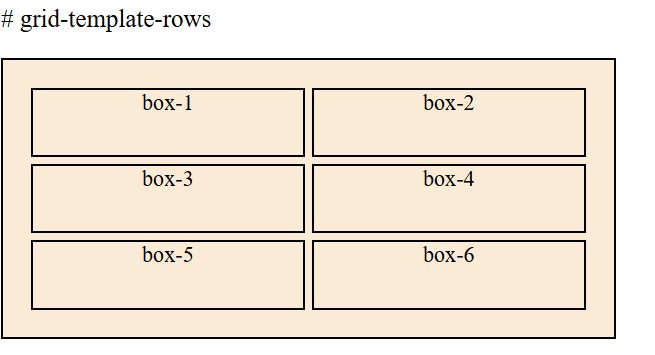 # grid-template-rows
box-1 box-2
box-3 box-4
box-5 box-6